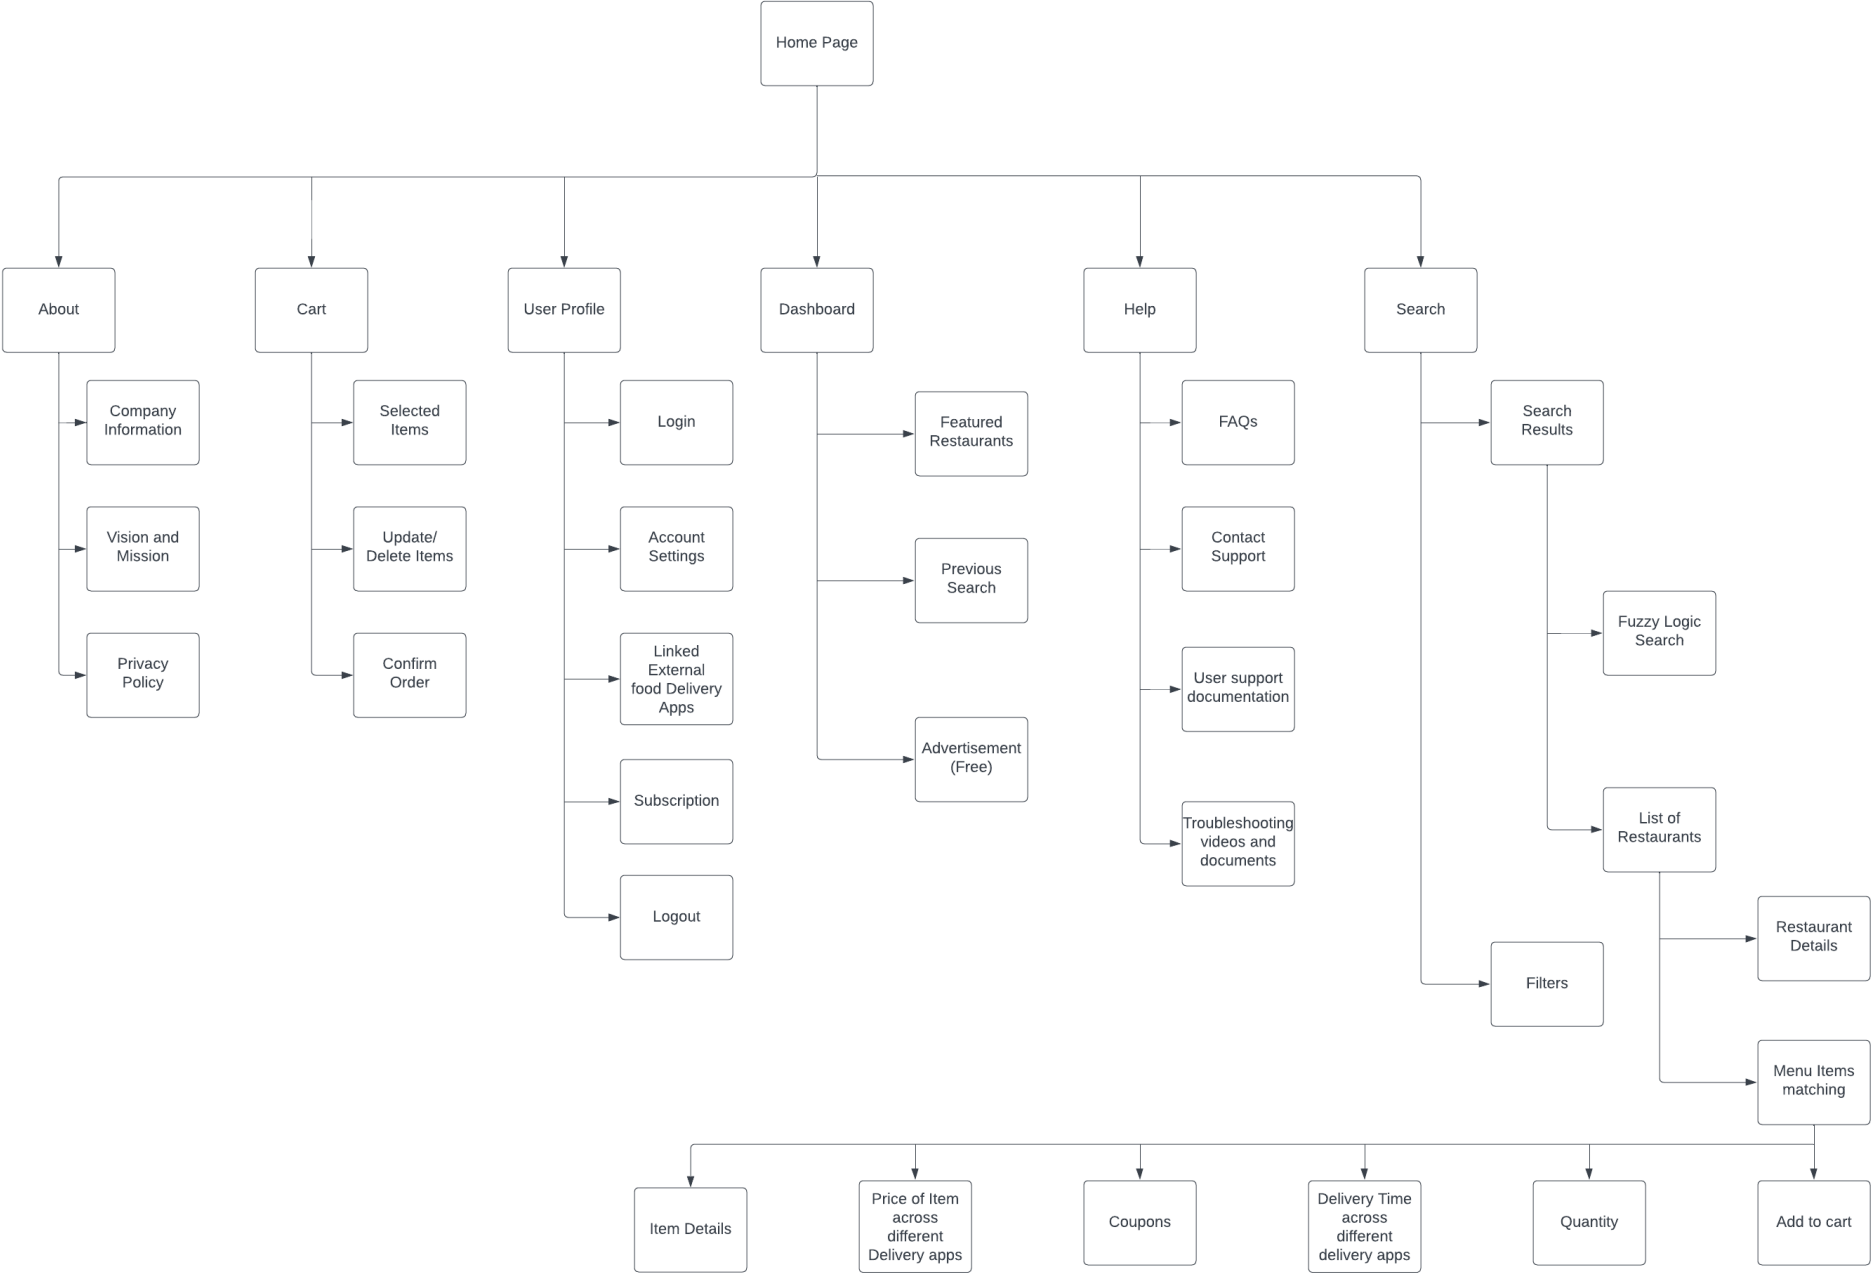 Home Page
About
Cart
User Profile
Dashboard
Help
Search
Company
Information
Vision and
Mission
Privacy
Policy
Selected
Items
Update/
Delete Items
Confirm
Order
Login
Account
Settings
Linked
External
food Delivery
Apps
Subscription
Logout
Featured
Restaurants
Previous
Search
Advertisement
(Free)
FAQs
Contact
Support
User support
documentation
Troubleshooting
videos and
documents
Search
Results
Fuzzy Logic
Search
List of
Restaurants
Restaurant
Details
Menu Items
matching
Filters
Item Details
Price of Item
across
different
Delivery apps
Coupons
Delivery Time
across
different
delivery apps
Quantity
Add to cart